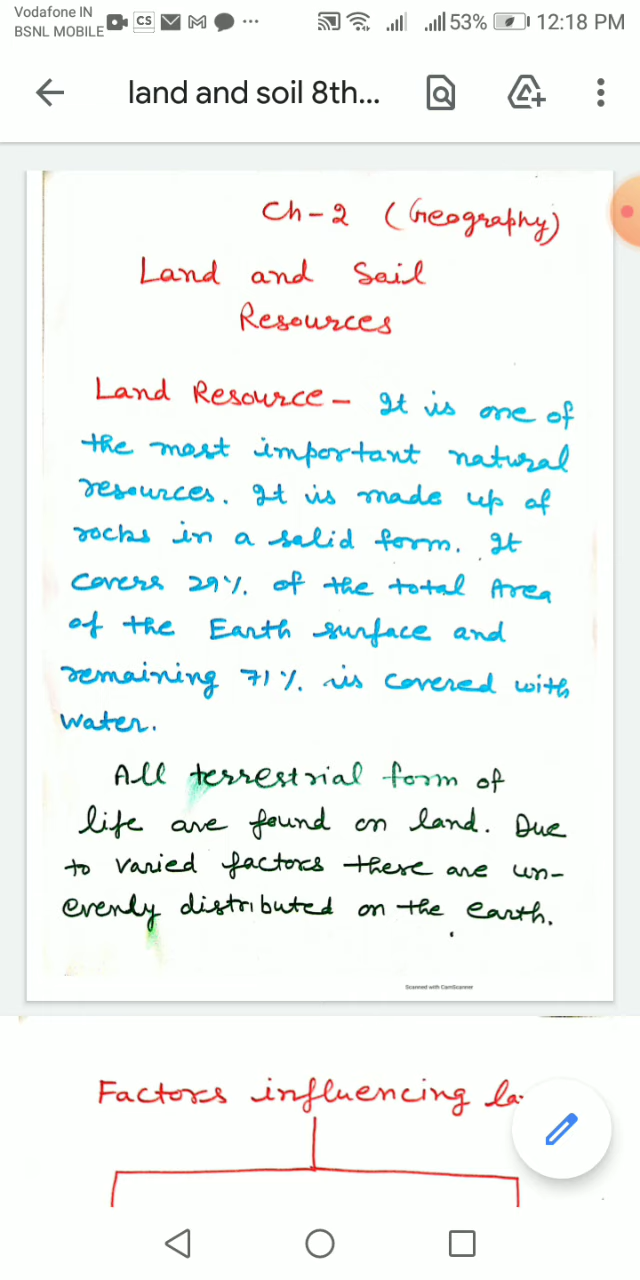 Vodafone IN
BSNL MOBILE
CS
53%
12:18 PM
land and soil 8th...
Ch-2 (Geography)
Land and Soil
Resources
Land Resource - It is one of
the most important natural
resources. It is made up of
rocks in a solid form. It
covers 29%. of the total Area
of the Earth surface and
remaining 71%. is covered with
water.
All terrestrial form of
life are found on land. Due
to varied factors there are un-
evenly distributed on the earth.
Scanned with CamScanner
Factors influencing la